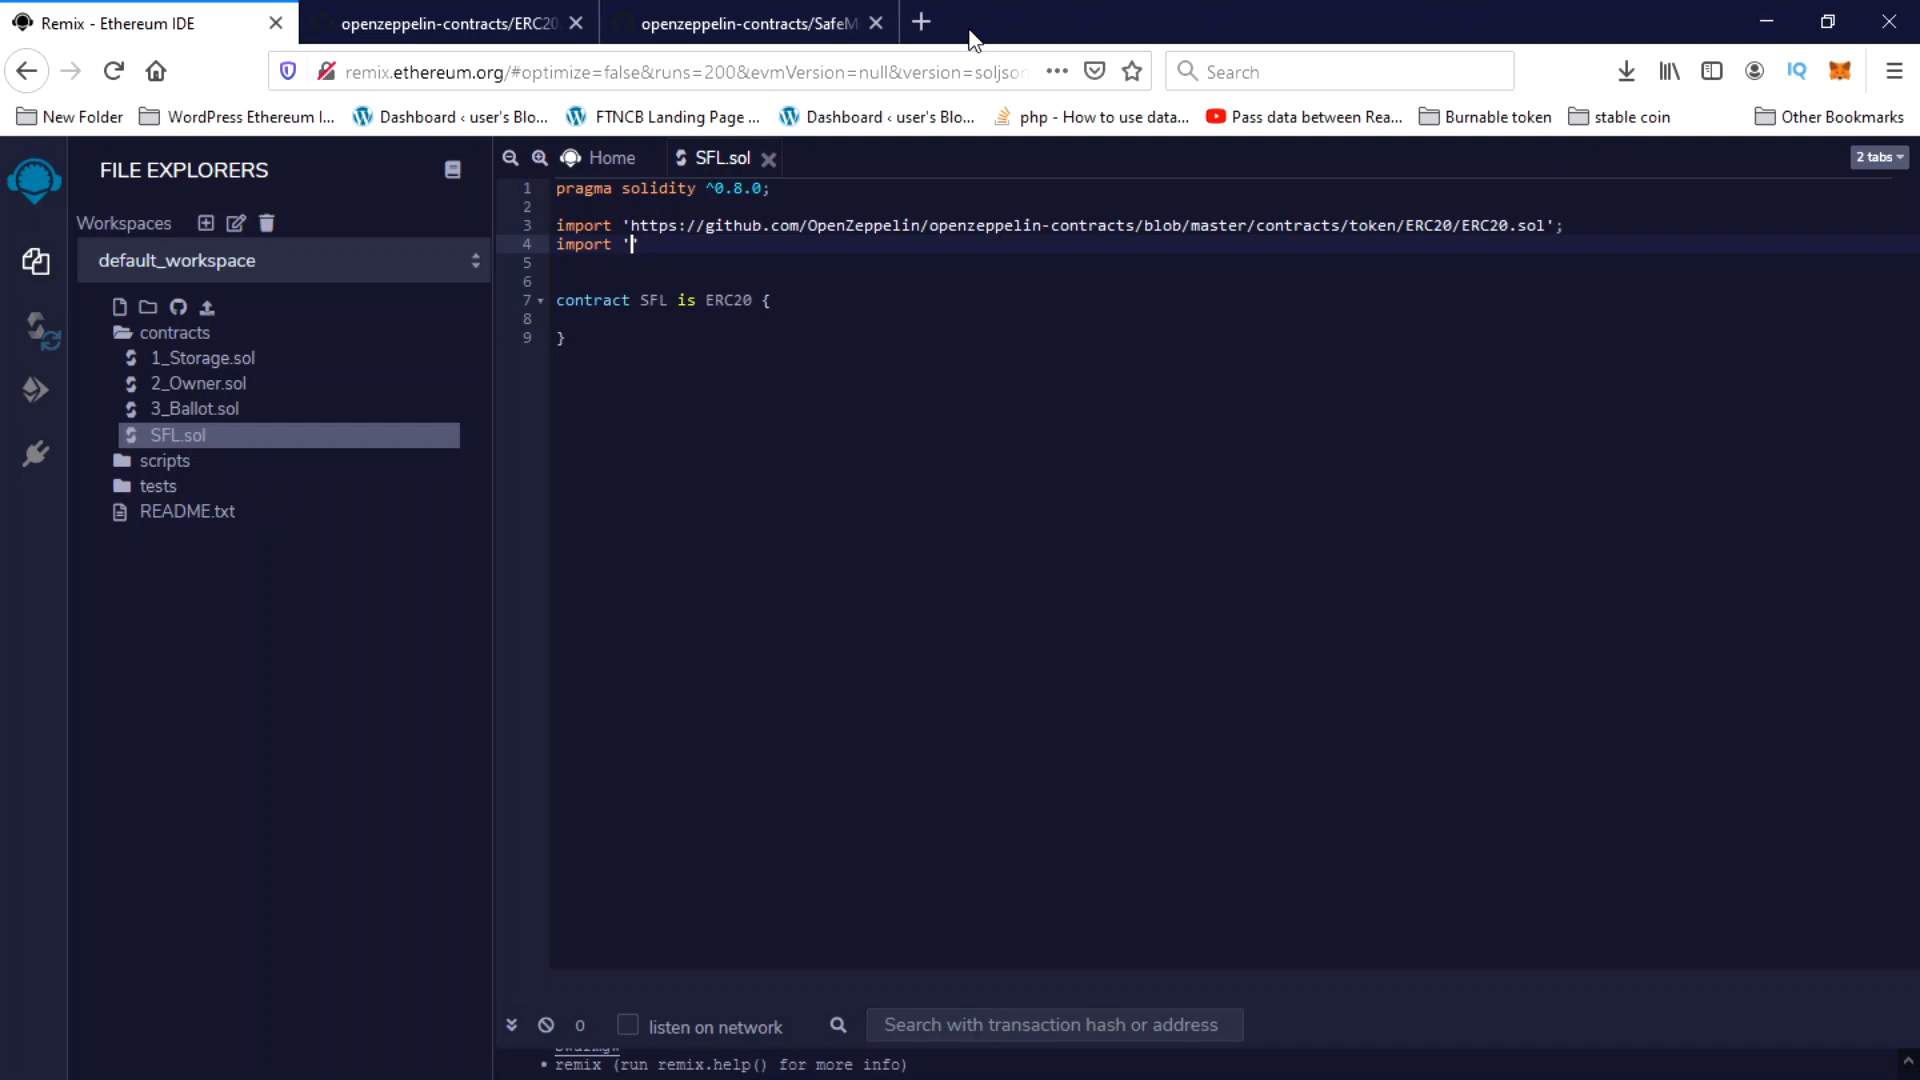 Remix - Ethereum IDE
openzeppelin-contracts/ERC20
openzeppelin-contracts/SafeM
remix.ethereum.org/#optimize=false&runs=200&evmVersion=null&version=soljson
Search
New Folder
WordPress Ethereum I...
Dashboard ‹ user's Blo...
FTNCB Landing Page ...
Dashboard ‹ user's Blo...
php - How to use data...
Pass data between Rea...
Burnable token
stable coin
Other Bookmarks
FILE EXPLORERS
Workspaces
default_workspace
contracts
1_Storage.sol
2_Owner.sol
3_Ballot.sol
SFL.sol
scripts
tests
README.txt
Home
SFL.sol
2 tabs
1 pragma solidity ^0.8.0;
2
3 import 'https://github.com/OpenZeppelin/openzeppelin-contracts/blob/master/contracts/token/ERC20/ERC20.sol';
4 import ''
5
6
7 contract SFL is ERC20 {
8
9 }
0
listen on network
Search with transaction hash or address
• remix (run remix.help() for more info)